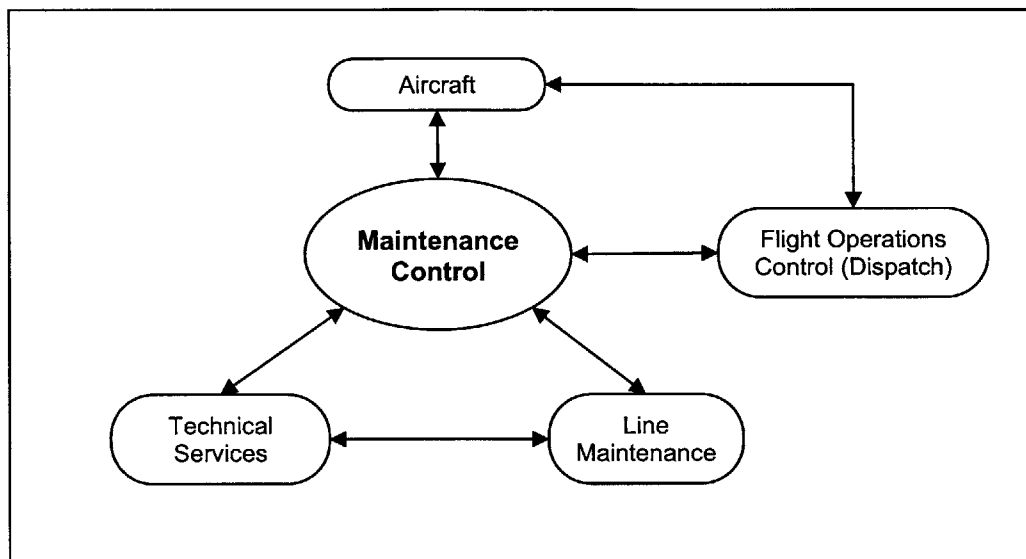 Aircraft
Maintenance
Control
Flight Operations
Control (Dispatch)
Technical
Services
Line
Maintenance